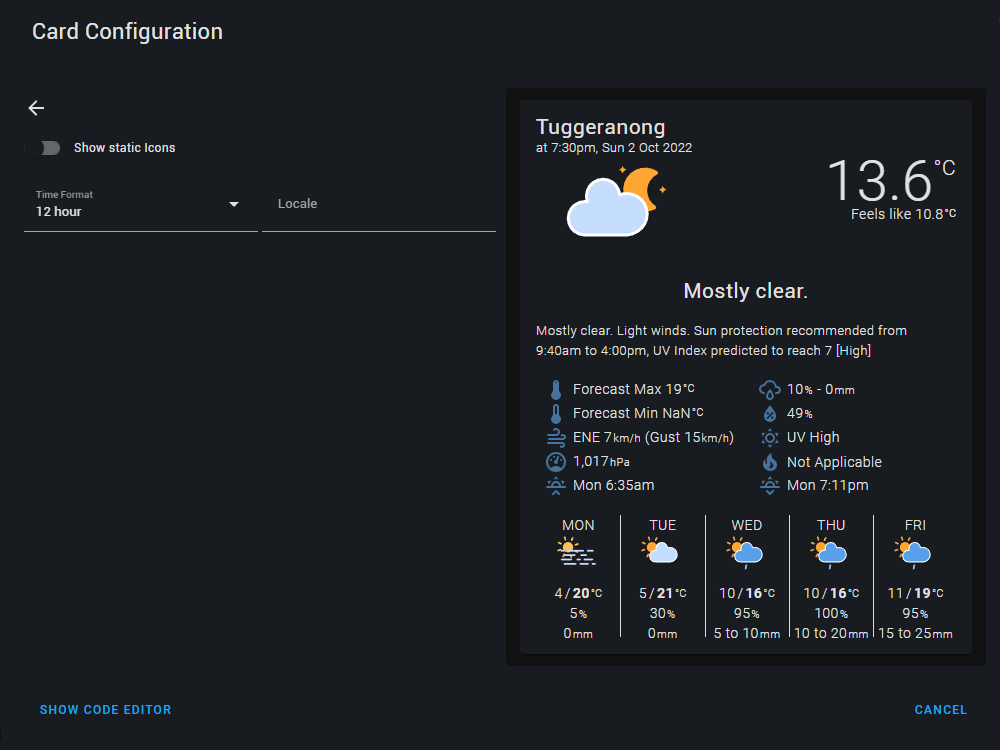 Card Configuration
Show static Icons
Time Format
12 hour
Locale
Tuggeranong
at 7:30pm, Sun 2 Oct 2022
13.6°C
Feels like 10.8°C
Mostly clear.
Mostly clear. Light winds. Sun protection recommended from
9:40am to 4:00pm, UV Index predicted to reach 7 [High]
Forecast Max 19°C
10% - 0mm
Forecast Min NaN°C
49%
ENE 7km/h (Gust 15km/h)
UV High
1,017hPa
Not Applicable
Mon 6:35am
Mon 7:11pm
MON TUE WED THU FRI
4/20°C 5/21°C 10/16°C 10/16°C 11/19°C
5% 30% 95% 100% 95%
0mm 0mm 5 to 10mm 10 to 20mm 15 to 25mm
SHOW CODE EDITOR
CANCEL